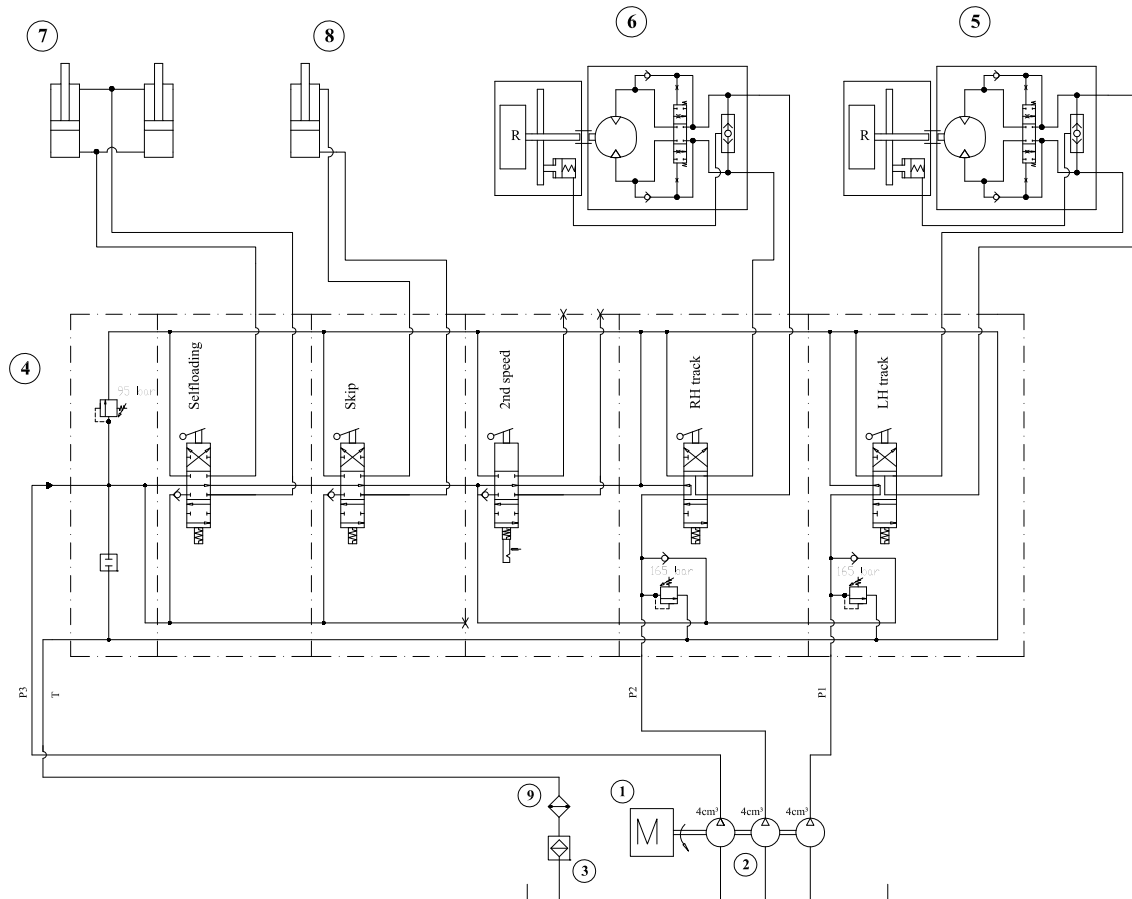 7
8
6
5
R
R
4
95 bar
Selfloading
Skip
2nd speed
RH track
LH track
165 bar
165 bar
P3
T
P2
P1
9
1
4cm³
4cm³
4cm³
M
2
3